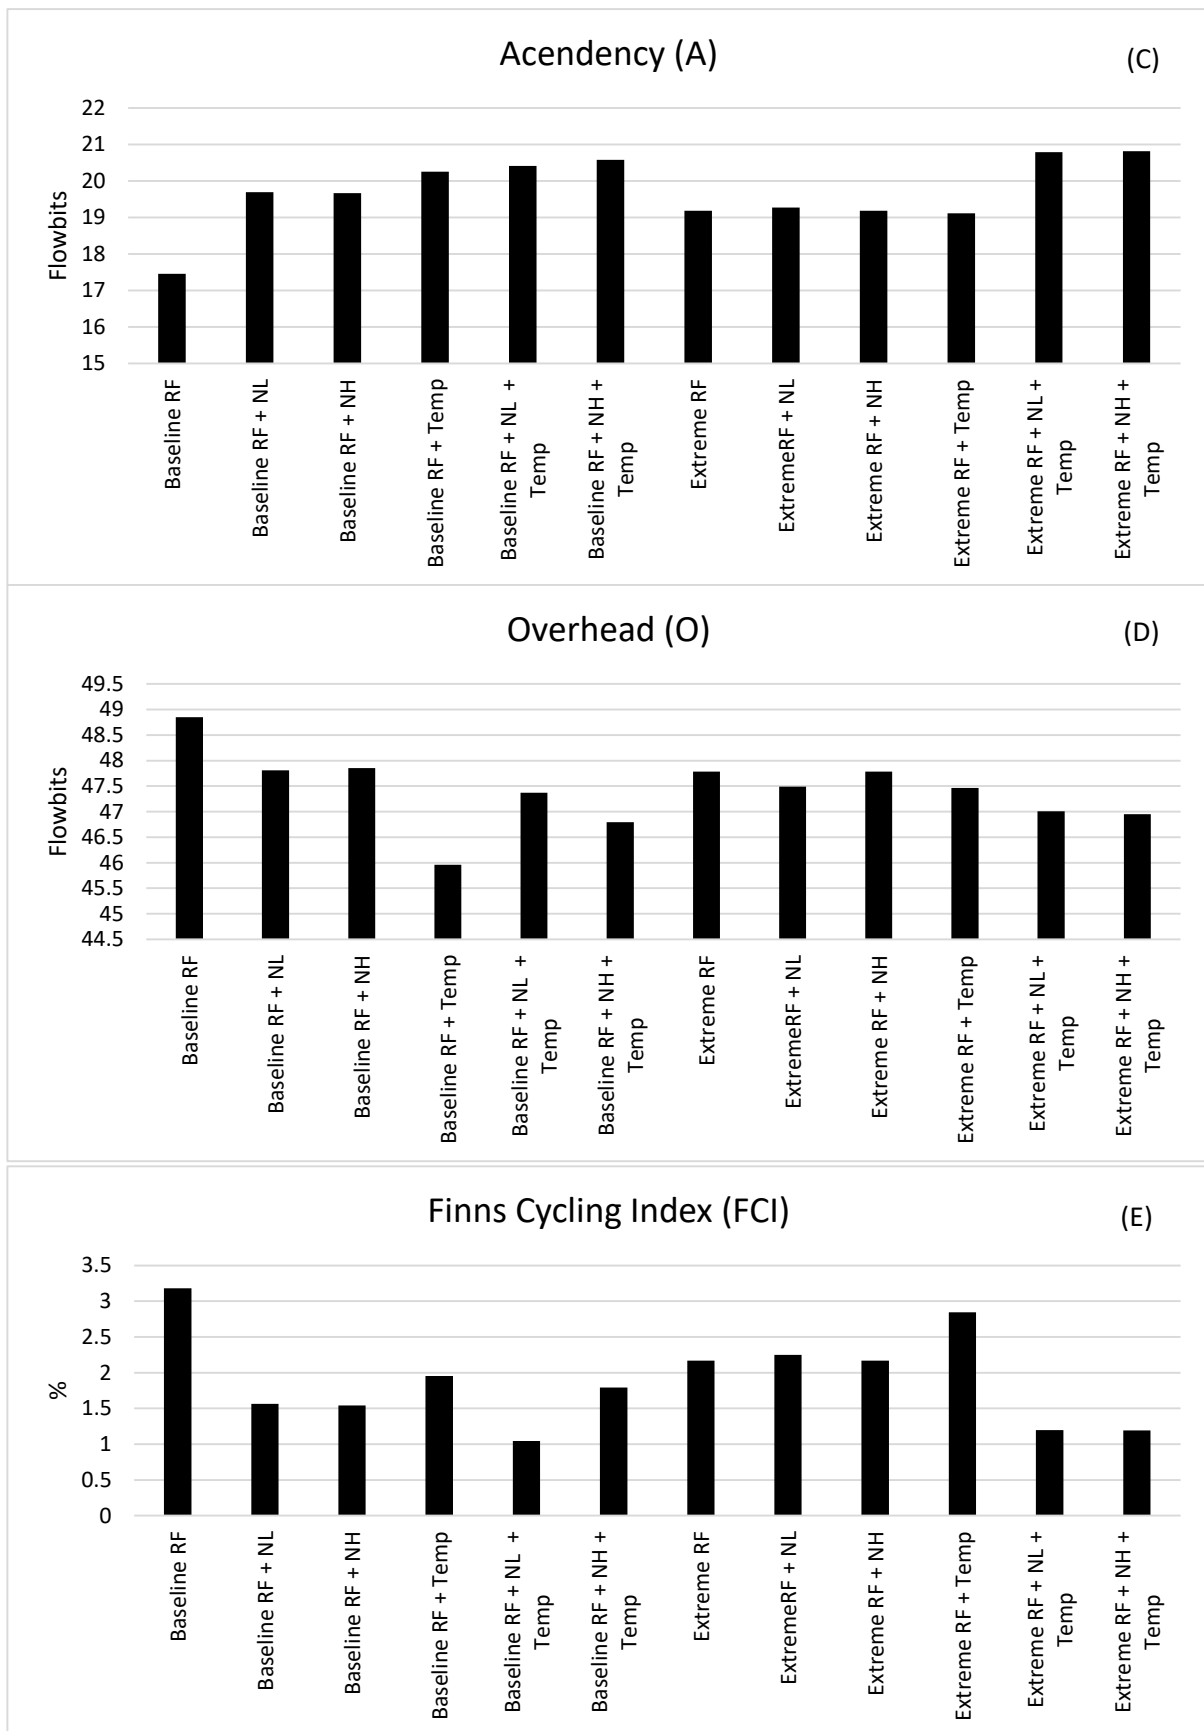 Acendency (A)
(C)
Flowbits
22
21
20
19
18
17
16
15
Baseline RF
Baseline RF + NL
Baseline RF + NH
Baseline RF + Temp
Baseline RF + NL +
Temp
Baseline RF + NH +
Temp
Extreme RF
ExtremeRF + NL
Extreme RF + NH
Extreme RF + Temp
Extreme RF + NL +
Temp
Extreme RF + NH +
Temp
Overhead (O)
(D)
Flowbits
49.5
49
48.5
48
47.5
47
46.5
46
45.5
45
44.5
Baseline RF
Baseline RF + NL
Baseline RF + NH
Baseline RF + Temp
Baseline RF + NL +
Temp
Baseline RF + NH +
Temp
Extreme RF
ExtremeRF + NL
Extreme RF + NH
Extreme RF + Temp
Extreme RF + NL +
Temp
Extreme RF + NH +
Temp
Finns Cycling Index (FCI)
(E)
%
3.5
3
2.5
2
1.5
1
0.5
0
Baseline RF
Baseline RF + NL
Baseline RF + NH
Baseline RF + Temp
Baseline RF + NL +
Temp
Baseline RF + NH +
Temp
Extreme RF
ExtremeRF + NL
Extreme RF + NH
Extreme RF + Temp
Extreme RF + NL +
Temp
Extreme RF + NH +
Temp